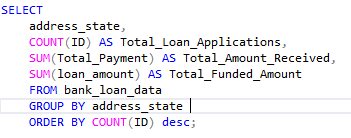 SELECT
address_state,
COUNT(ID) AS Total_Loan_Applications,
SUM(Total_Payment) AS Total_Amount_Received,
SUM(loan_amount) AS Total_Funded_Amount
FROM bank_loan_data
GROUP BY address_state
ORDER BY COUNT(ID) desc;